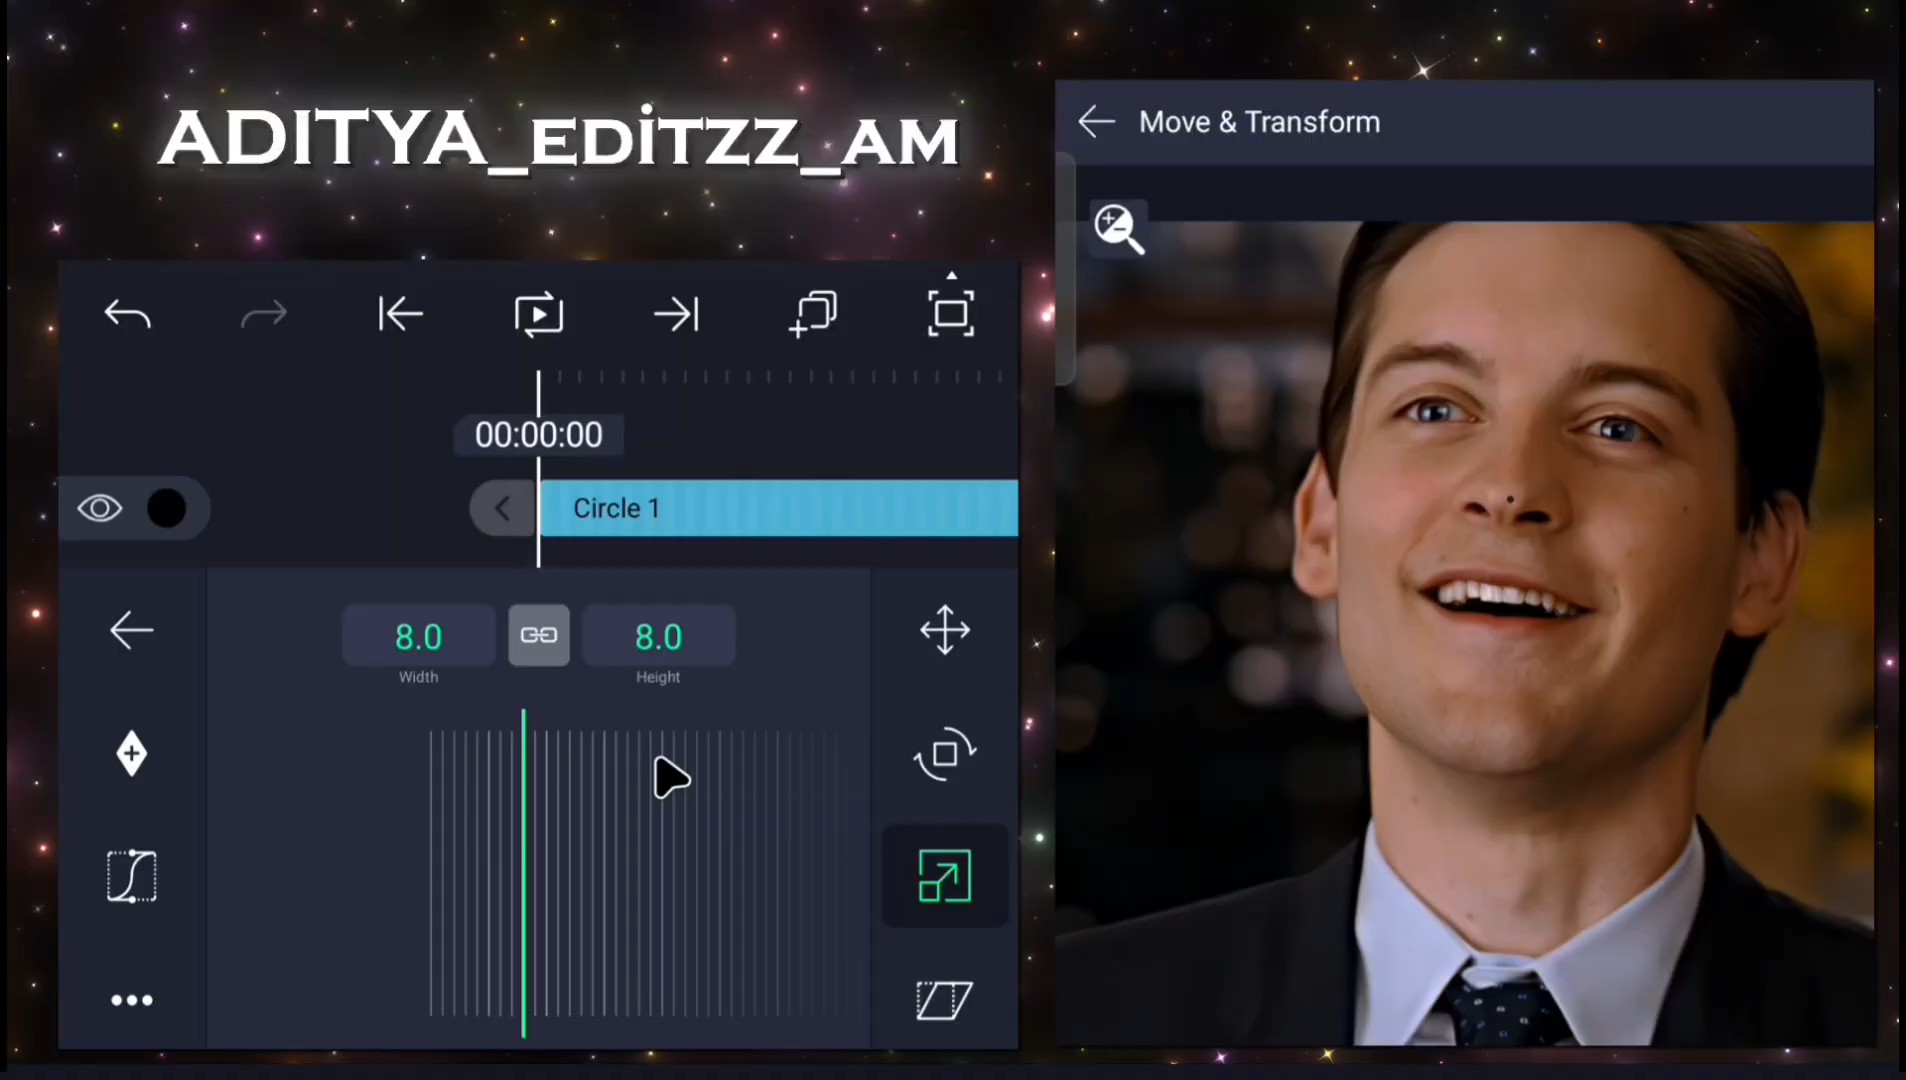 ADITYA_EDİTZZ_AM
Move & Transform
00:00:00
Circle 1
8.0 8.0
Width Height